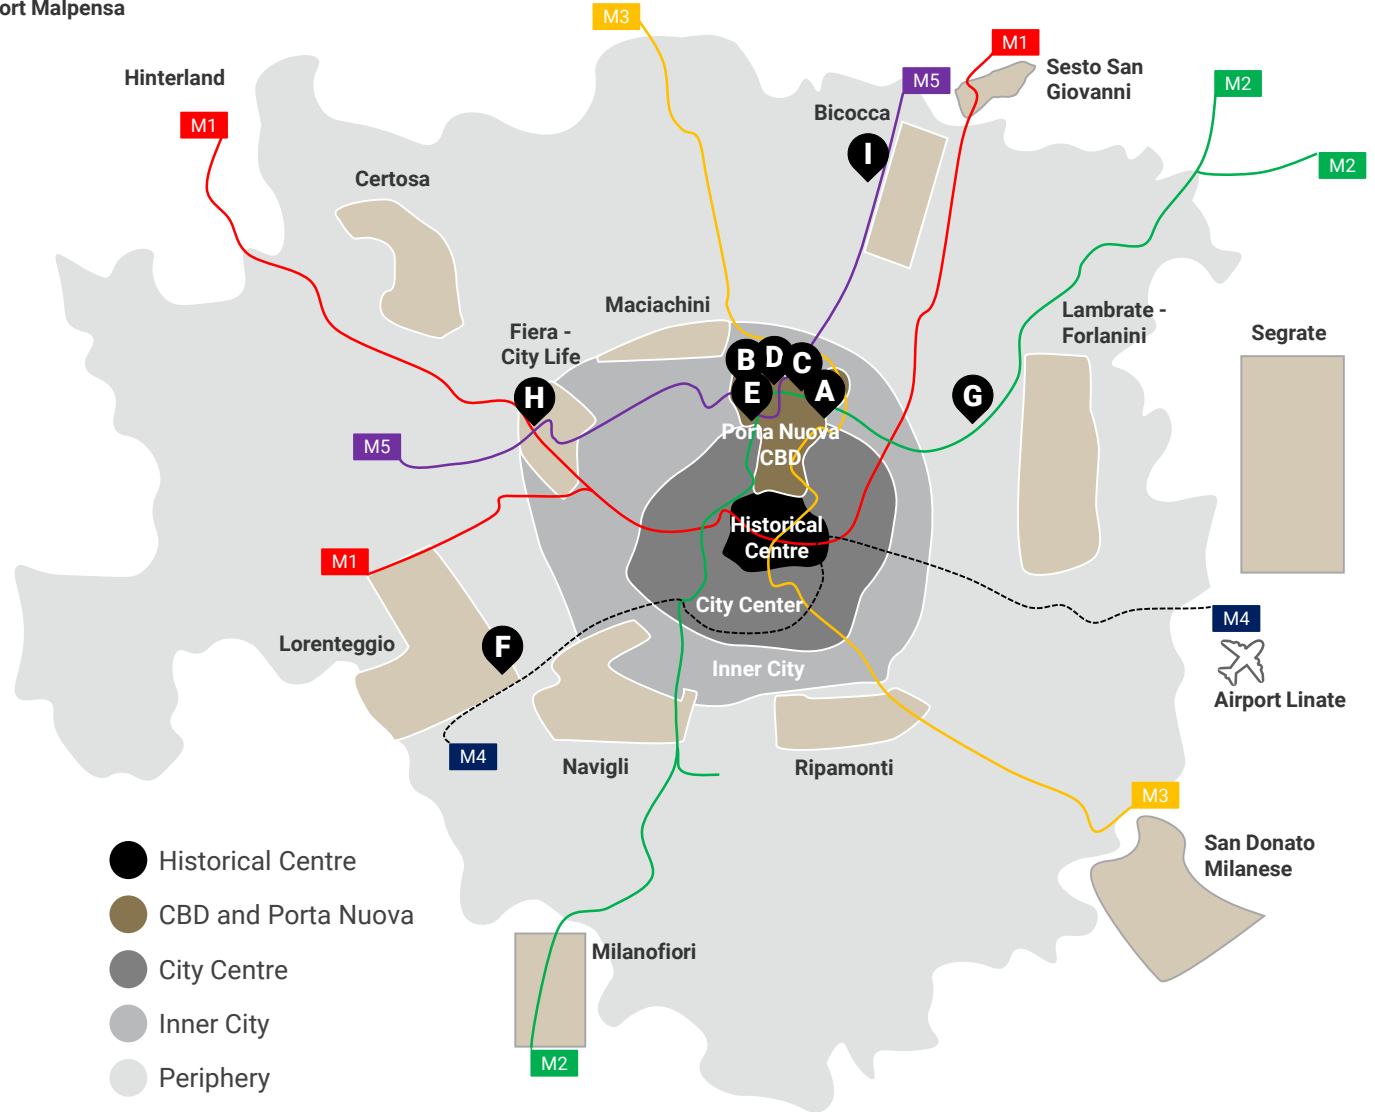 ort Malpensa
M3
M1
Sesto San
Giovanni
Hinterland
M5
M2
Bicocca
M1
I
M2
Certosa
Maciachini
Lambrate -
Forlanini
Fiera -
City Life
Segrate
B
D
C
E
A
H
G
Porta Nuova
CBD
M5
Historical
Centre
M1
City Center
M4
Lorenteggio
F
Inner City
Airport Linate
M4
Navigli
Ripamonti
M3
San Donato
Milanese
Historical Centre
CBD and Porta Nuova
City Centre
Inner City
Periphery
Milanofiori
M2